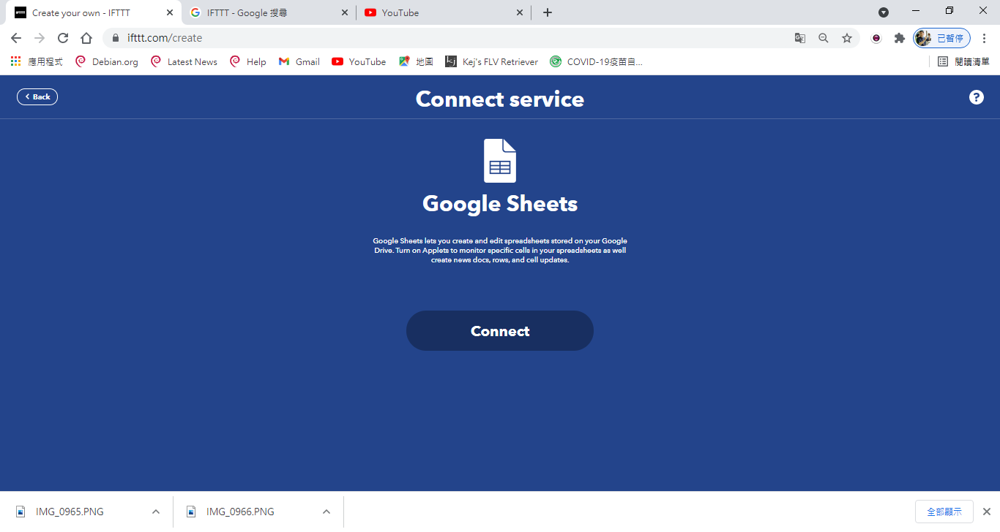 IFTTT Create your own - IFTTT
IFTTT - Google 搜尋
YouTube
ifttt.com/create
已暫停
應用程式
Debian.org
Latest News
Help
Gmail
YouTube
地圖
kj Kej's FLV Retriever
COVID-19疫苗自...
閱讀清單
Back
Connect service
?
Google Sheets
Google Sheets lets you create and edit spreadsheets stored on your Google
Drive. Turn on Applets to monitor specific cells in your spreadsheets as well
create news docs, rows, and cell updates.
Connect
IMG_0965.PNG
IMG_0966.PNG
全部顯示